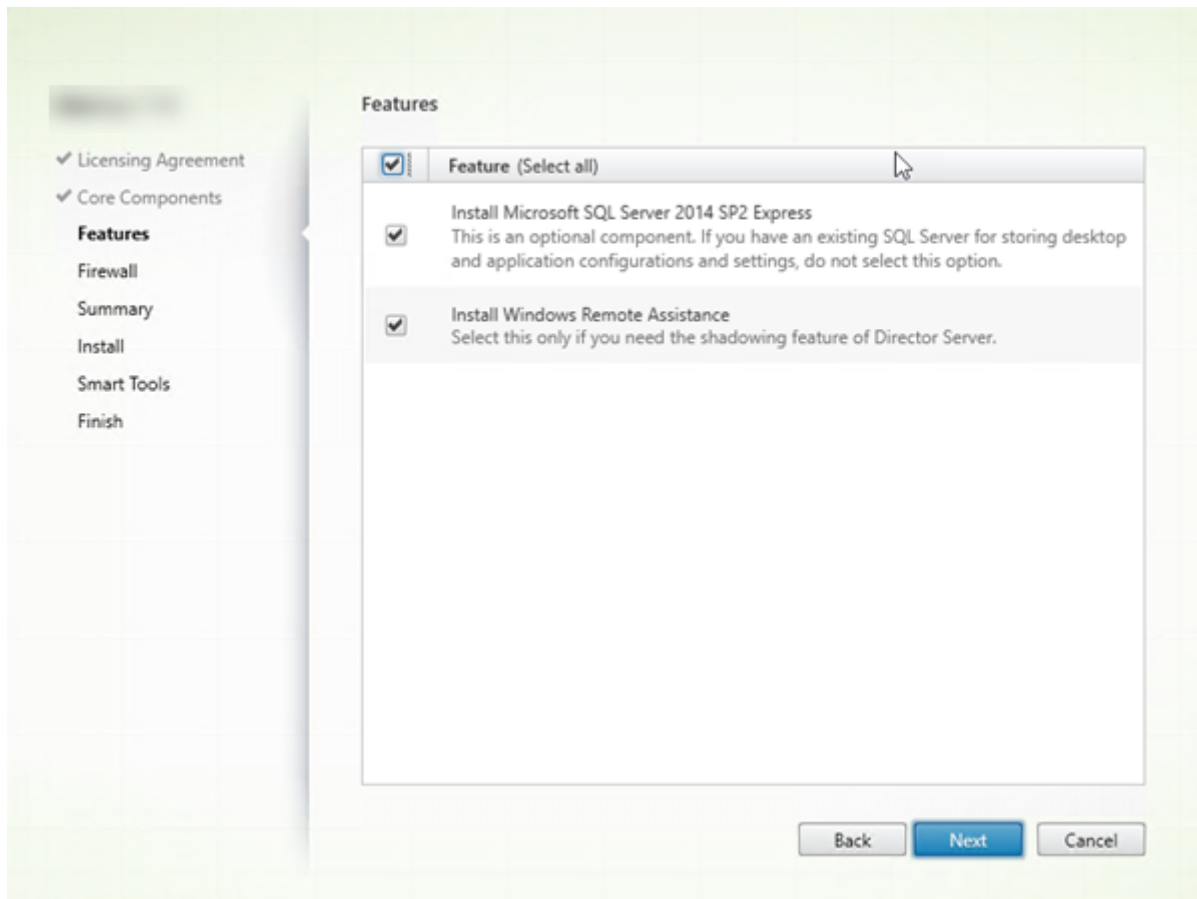 Features
Licensing Agreement
Core Components
Features
Firewall
Summary
Install
Smart Tools
Finish
Feature (Select all)
Install Microsoft SQL Server 2014 SP2 Express
This is an optional component. If you have an existing SQL Server for storing desktop
and application configurations and settings, do not select this option.
Install Windows Remote Assistance
Select this only if you need the shadowing feature of Director Server.
Back
Next
Cancel